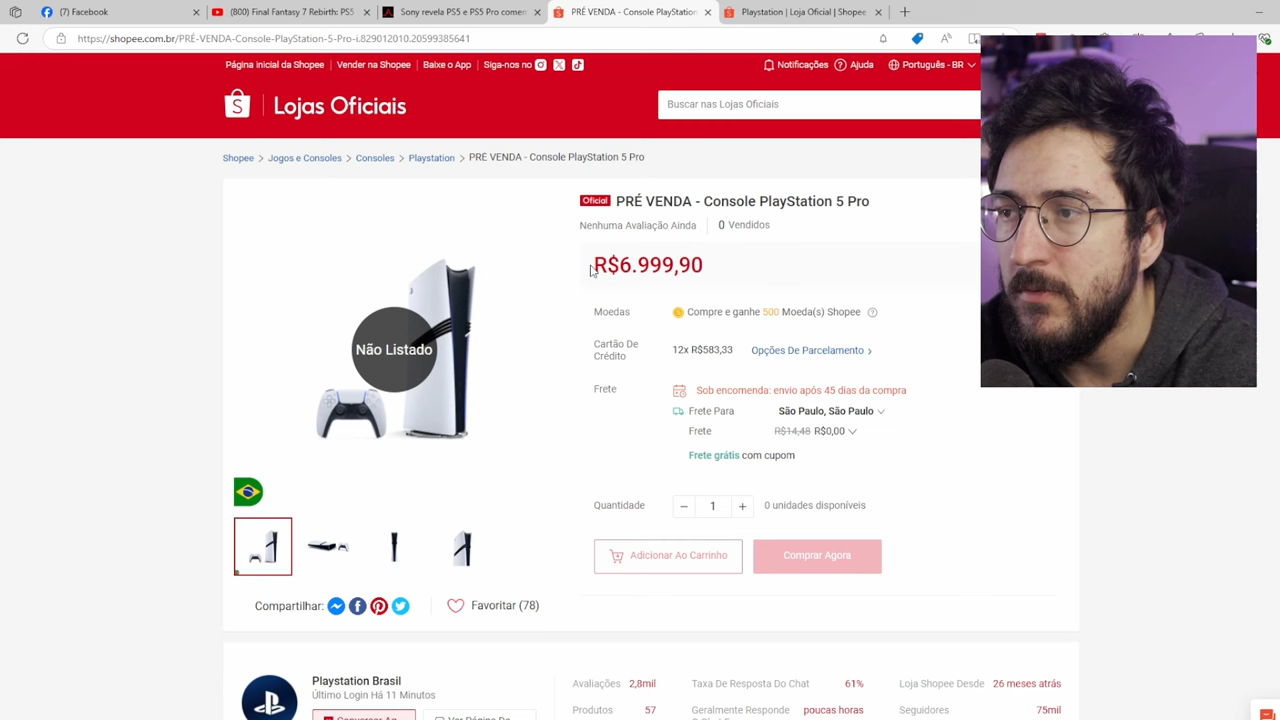 (7) Facebook
(800) Final Fantasy 7 Rebirth: PS5
Sony revela PS5 e PS5 Pro comem
PRÉ VENDA - Console PlayStation
Playstation | Loja Oficial | Shopee
https://shopee.com.br/PRÉ-VENDA-Console-PlayStation-5-Pro-i.829012010.20599385641
Página Inicial da Shopee | Vender na Shopee | Baixe o App | Siga-nos no
Notificações Ajuda Português - BR
Lojas Oficiais
Buscar nas Lojas Oficiais
Shopee > Jogos e Consoles > Consoles > Playstation > PRÉ VENDA - Console PlayStation 5 Pro
Oficial PRÉ VENDA - Console PlayStation 5 Pro
Nenhuma Avaliação Ainda 0 Vendidos
R$6.999,90
Moedas Compre e ganhe 500 Moeda(s) Shopee
Não Listado
Cartão De
Crédito
12x R$583,33 Opções De Parcelamento
Frete Sob encomenda: envio após 45 dias da compra
Frete Para São Paulo, São Paulo
Frete R$14,48 R$0,00
Frete grátis com cupom
Quantidade − 1 + 0 unidades disponíveis
Adicionar Ao Carrinho Comprar Agora
Compartilhar: Favoritar (78)
Playstation Brasil
Último Login Há 11 Minutos
Avaliações 2,8mil Taxa De Resposta Do Chat 61% Loja Shopee Desde 26 meses atrás
Produtos 57 Geralmente Responde poucas horas Seguidores 75mil